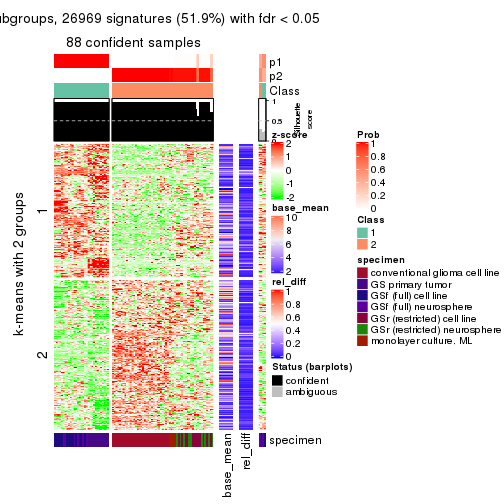 ubgroups, 26969 signatures (51.9%) with fdr < 0.05
88 confident samples
p1
p2
Class
1
0.5
0
Silhouette
score
k-means with 2 groups
1
2
specimen
base_mean
rel_diff
z-score
2
1
0
-1
-2
base_mean
10
8
6
4
2
rel_diff
1
0.8
0.6
0.4
0.2
0
Status (barplots)
confident
ambiguous
Prob
1
0.8
0.6
0.4
0.2
0
Class
1
2
specimen
conventional glioma cell line
GS primary tumor
GSf (full) cell line
GSf (full) neurosphere
GSr (restricted) cell line
GSr (restricted) neurosphere
monolayer culture. ML